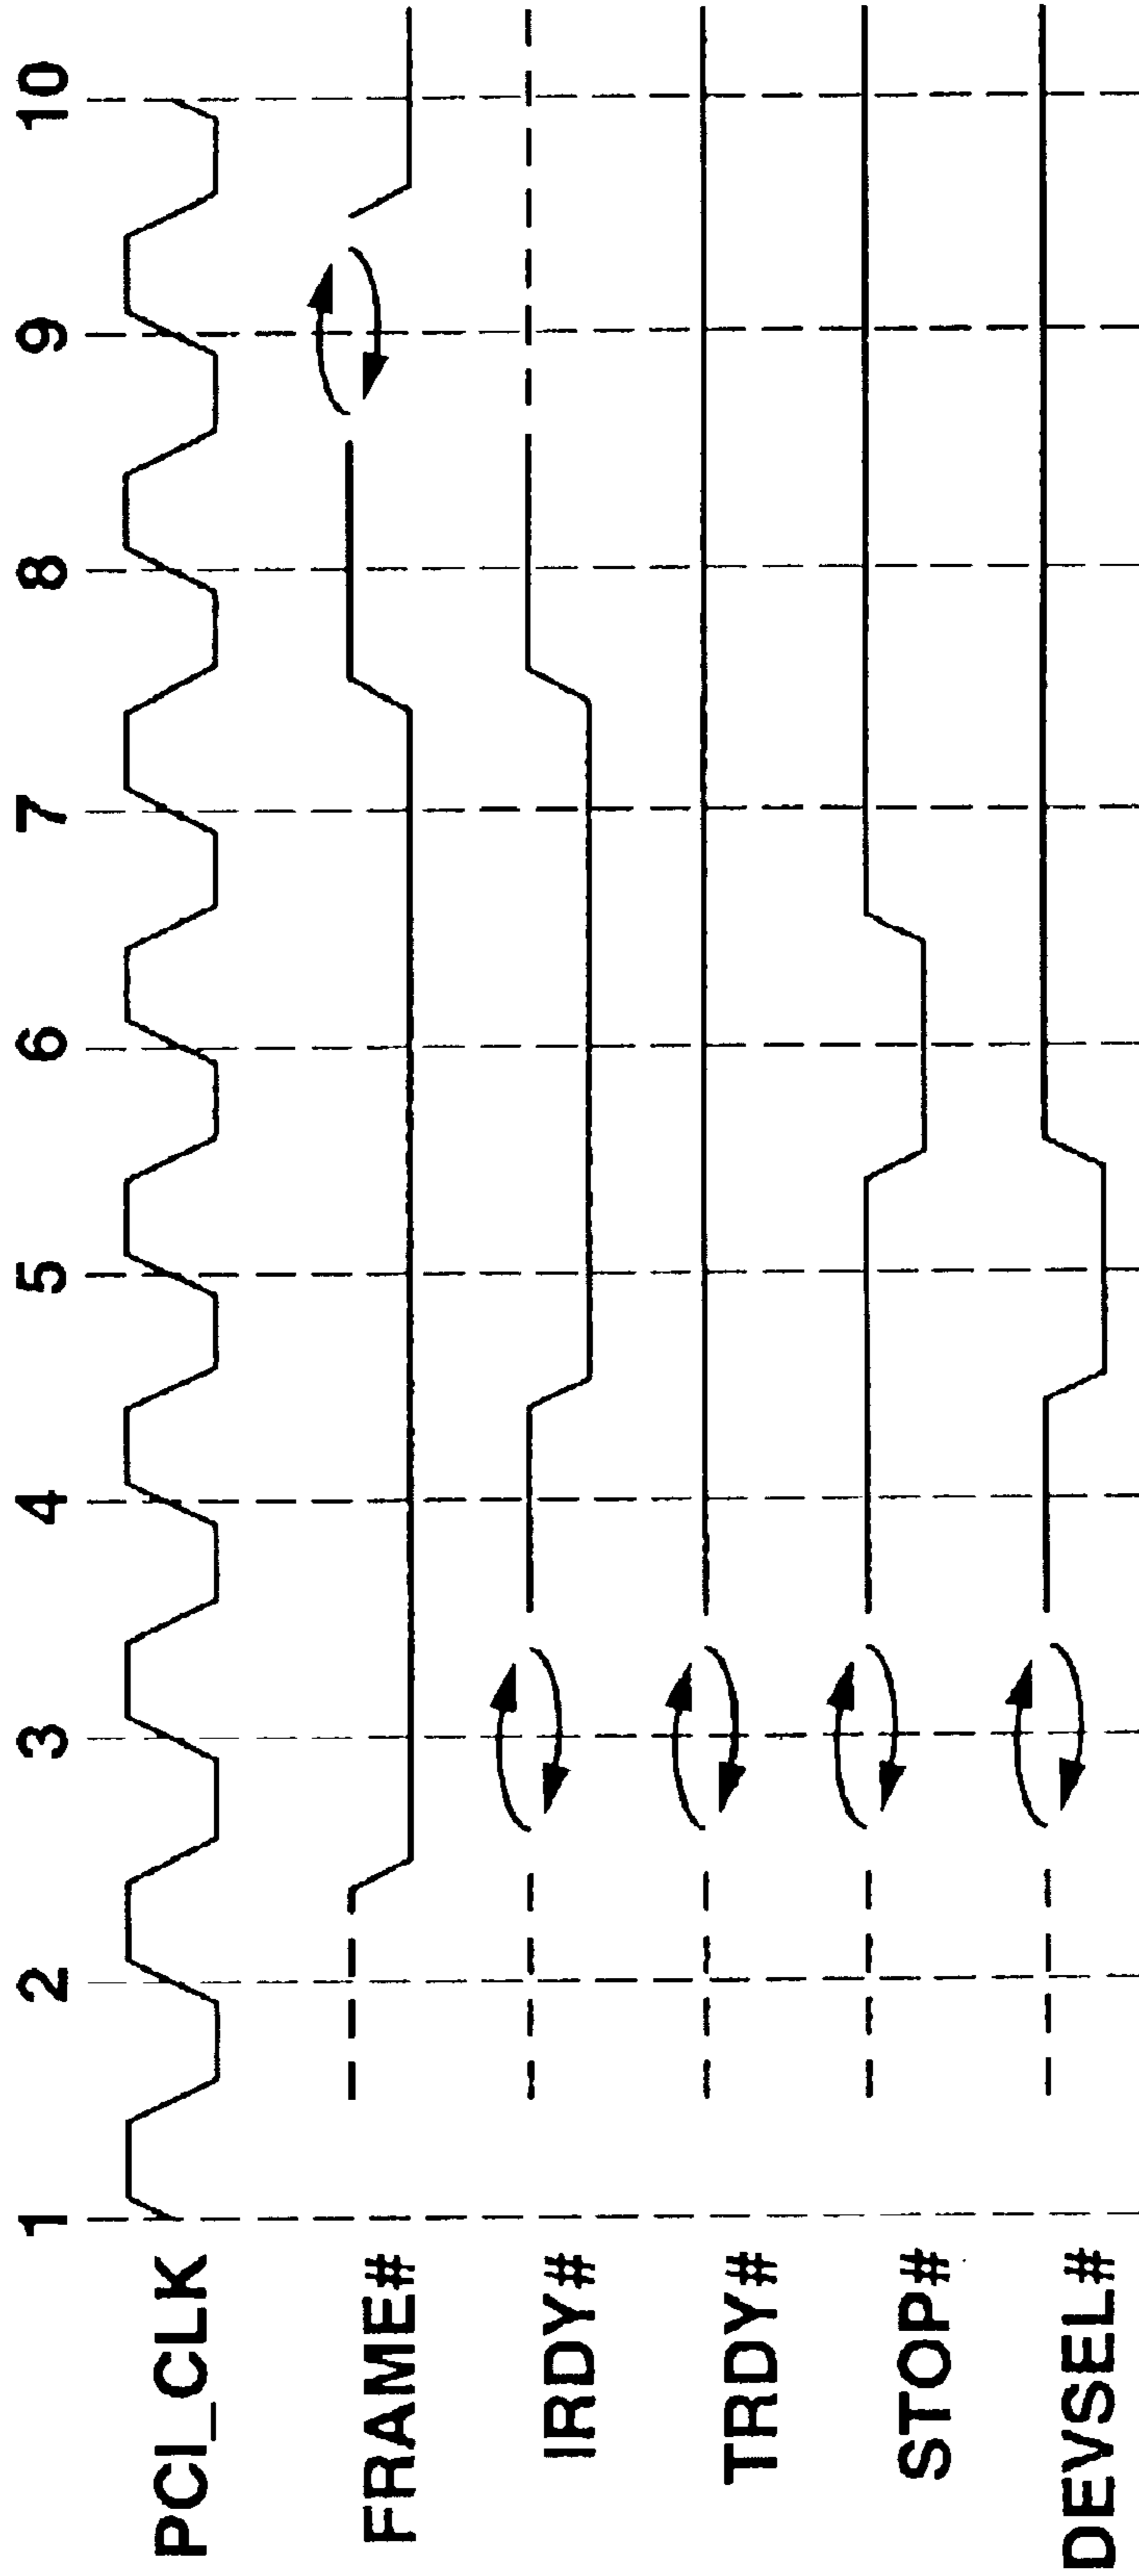 1 2 3 4 5 6 7 8 9 10
PCI_CLK
FRAME#
IRDY#
TRDY#
STOP#
DEVSEL#